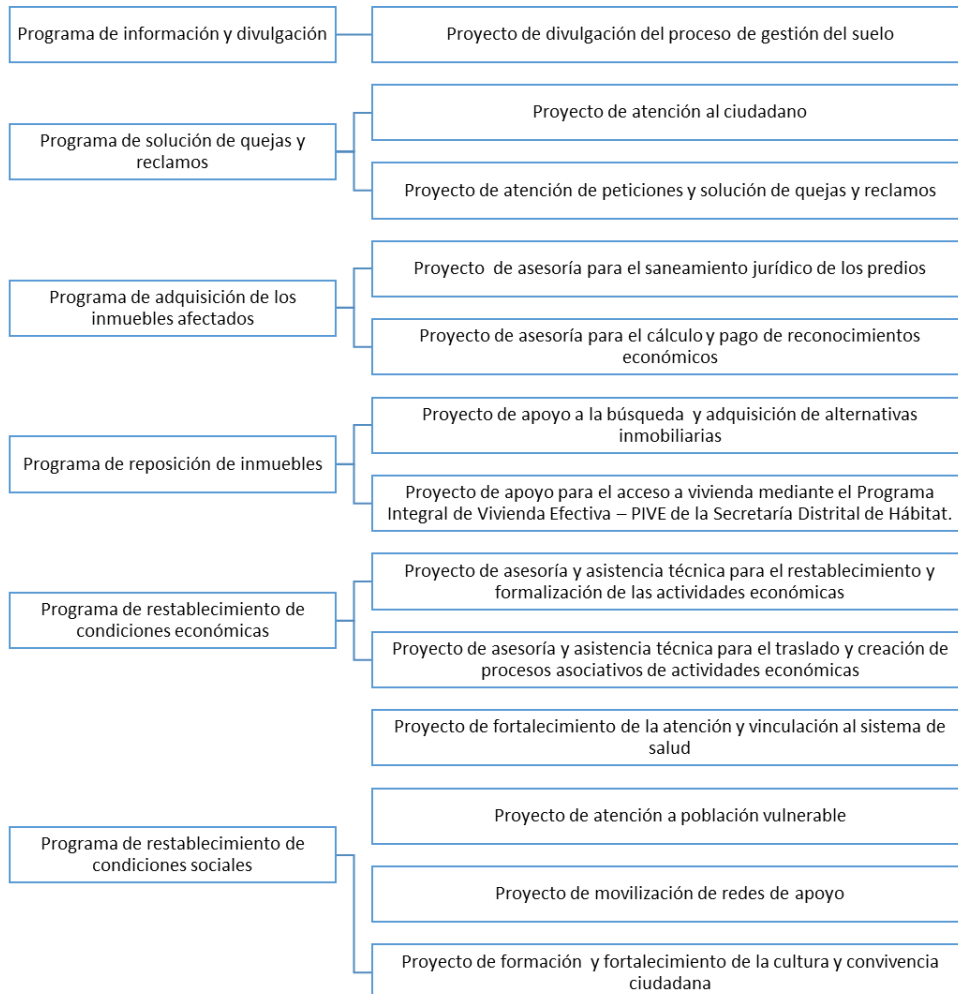 Programa de información y divulgación
Proyecto de divulgación del proceso de gestión del suelo
Programa de solución de quejas y
reclamos
Proyecto de atención al ciudadano
Proyecto de atención de peticiones y solución de quejas y reclamos
Programa de adquisición de los
inmuebles afectados
Proyecto de asesoría para el saneamiento jurídico de los predios
Proyecto de asesoría para el cálculo y pago de reconocimientos
económicos
Programa de reposición de inmuebles
Proyecto de apoyo a la búsqueda y adquisición de alternativas
inmobiliarias
Proyecto de apoyo para el acceso a vivienda mediante el Programa
Integral de Vivienda Efectiva – PIVE de la Secretaría Distrital de Hábitat.
Programa de restablecimiento de
condiciones económicas
Proyecto de asesoría y asistencia técnica para el restablecimiento y
formalización de las actividades económicas
Proyecto de asesoría y asistencia técnica para el traslado y creación de
procesos asociativos de actividades económicas
Programa de restablecimiento de
condiciones sociales
Proyecto de fortalecimiento de la atención y vinculación al sistema de
salud
Proyecto de atención a población vulnerable
Proyecto de movilización de redes de apoyo
Proyecto de formación y fortalecimiento de la cultura y convivencia
ciudadana